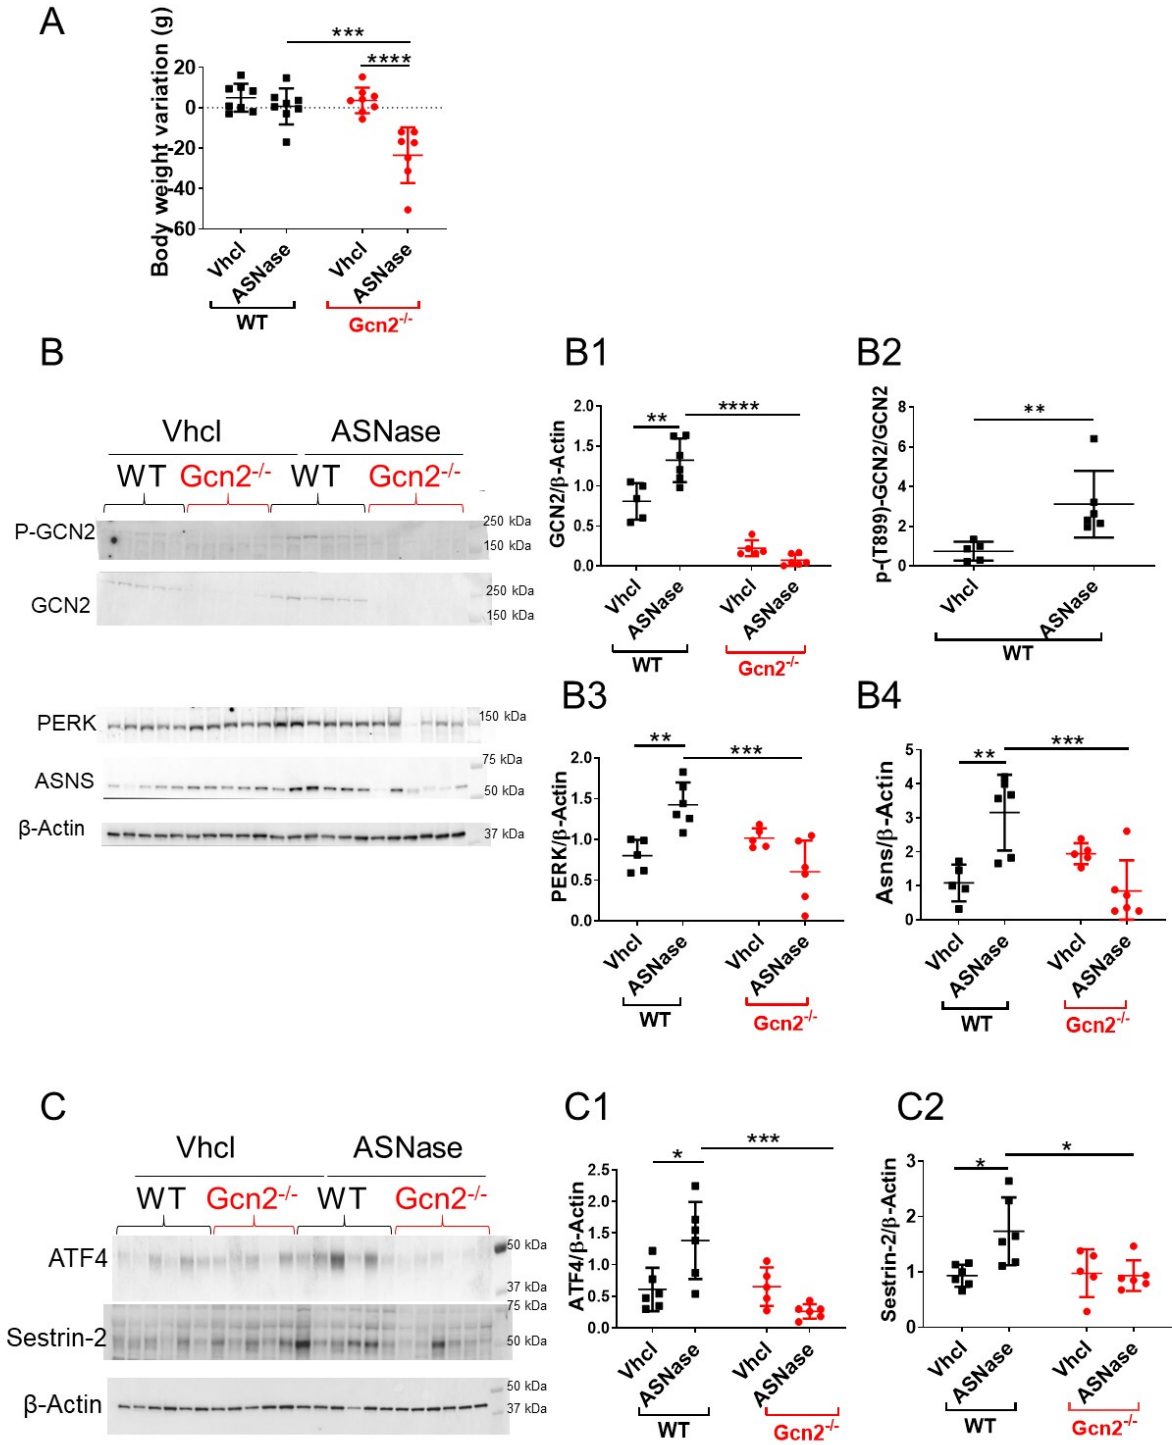 A
Body weight variation (g)
***
****
20
0
-20
-40
-60
Vhcl
ASNase
Vhcl
ASNase
WT
Gcn2-/-
B
Vhcl
ASNase
WT Gcn2-/- WT Gcn2-/-
P-GCN2
250 kDa
150 kDa
GCN2
250 kDa
150 kDa
PERK
150 kDa
ASNS
75 kDa
50 kDa
β-Actin
37 kDa
B1
GCN2/β-Actin
2.0
1.5
1.0
0.5
0.0
**
****
Vhcl
ASNase
Vhcl
ASNase
WT
Gcn2-/-
B2
p-(T899)-GCN2/GCN2
8
6
4
2
0
**
Vhcl
ASNase
WT
B3
PERK/β-Actin
2.0
1.5
1.0
0.5
0.0
**
***
Vhcl
ASNase
Vhcl
ASNase
WT
Gcn2-/-
B4
Asns/β-Actin
5
4
3
2
1
0
**
***
Vhcl
ASNase
Vhcl
ASNase
WT
Gcn2-/-
C
Vhcl
ASNase
WT Gcn2-/- WT Gcn2-/-
ATF4
50 kDa
37 kDa
Sestrin-2
75 kDa
50 kDa
β-Actin
50 kDa
37 kDa
C1
ATF4/β-Actin
2.5
2.0
1.5
1.0
0.5
0.0
*
***
Vhcl
ASNase
Vhcl
ASNase
WT
Gcn2-/-
C2
Sestrin-2/β-Actin
3
2
1
0
*
*
Vhcl
ASNase
Vhcl
ASNase
WT
Gcn2-/-